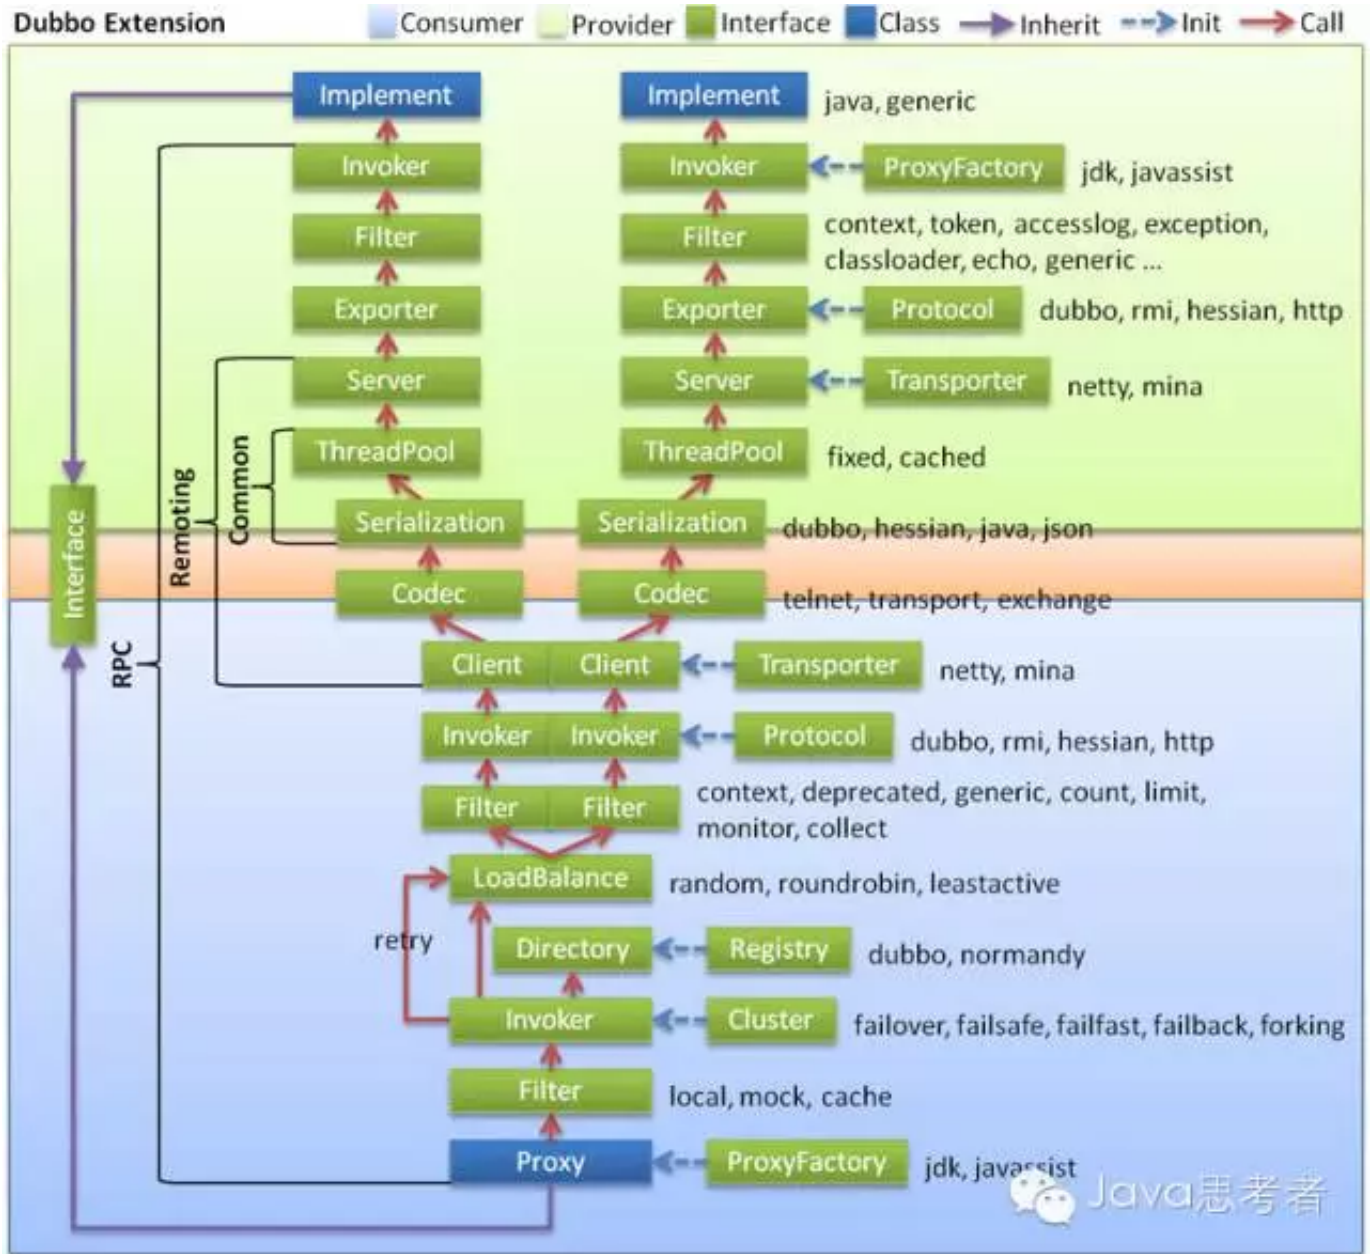 Dubbo Extension Consumer Provider Interface Class Inherit Init Call
Implement Implement java, generic
Invoker Invoker ProxyFactory jdk, javassist
Filter Filter context, token, accesslog, exception,
classloader, echo, generic ...
Exporter Exporter Protocol dubbo, rmi, hessian, http
Server Server Transporter netty, mina
ThreadPool ThreadPool fixed, cached
Common
Remoting
Serialization Serialization dubbo, hessian, java, json
Interface
Codec Codec telnet, transport, exchange
RPC
Client Client Transporter netty, mina
Invoker Invoker Protocol dubbo, rmi, hessian, http
Filter Filter context, deprecated, generic, count, limit,
monitor, collect
LoadBalance random, roundrobin, leastactive
retry
Directory Registry dubbo, normandy
Invoker Cluster failover, failsafe, failfast, failback, forking
Filter local, mock, cache
Proxy ProxyFactory jdk, javassist
Java思考者